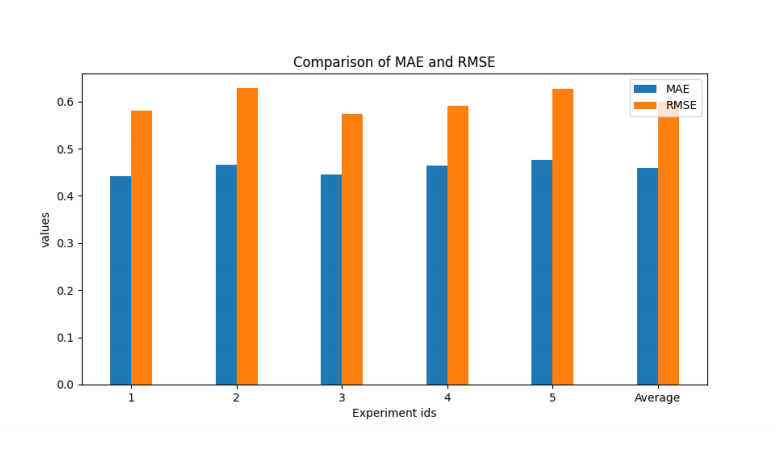 Comparison of MAE and RMSE
MAE
RMSE
0.6
0.5
0.4
0.3
0.2
0.1
0.0
values
1 2 3 4 5 Average
Experiment ids